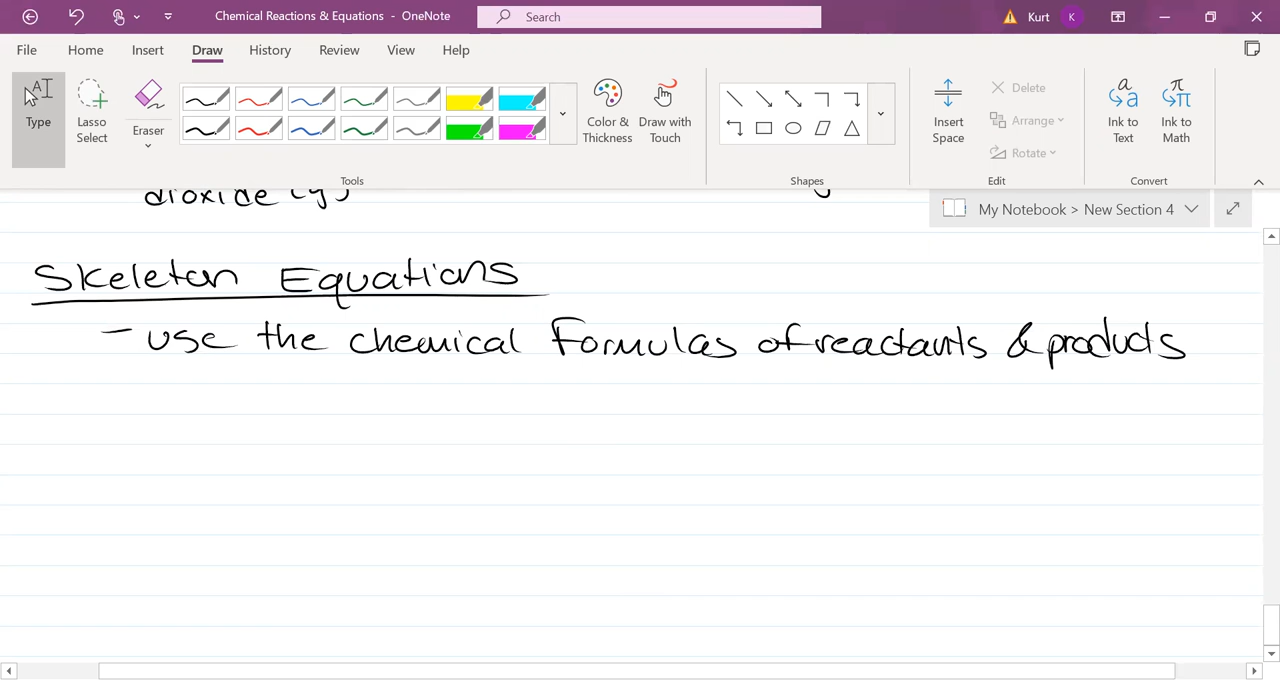 Chemical Reactions & Equations - OneNote
Search
Kurt K
File Home Insert Draw History Review View Help
Type
Lasso Select
Eraser
Color & Thickness
Draw with Touch
Insert Space
Delete
Arrange
Rotate
Ink to Text
Ink to Math
Tools
Shapes
Edit
Convert
dioxide (g)
My Notebook > New Section 4
Skeleton Equations
- use the chemical formulas of reactants & products